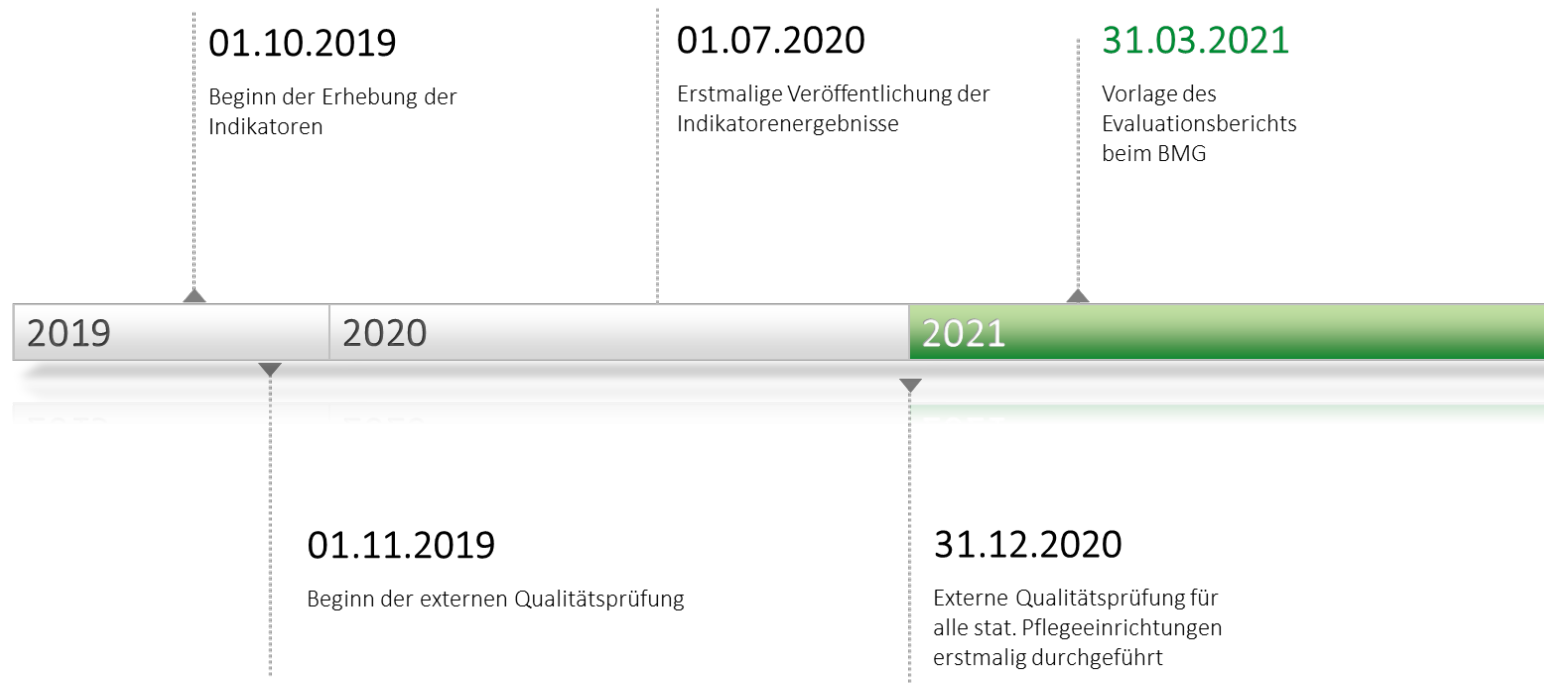 01.10.2019
Beginn der Erhebung der
Indikatoren
01.07.2020
Erstmalige Veröffentlichung der
Indikatorenergebnisse
31.03.2021
Vorlage des
Evaluationsberichts
beim BMG
2019
2020
2021
01.11.2019
Beginn der externen Qualitätsprüfung
31.12.2020
Externe Qualitätsprüfung für
alle stat. Pflegeeinrichtungen
erstmalig durchgeführt